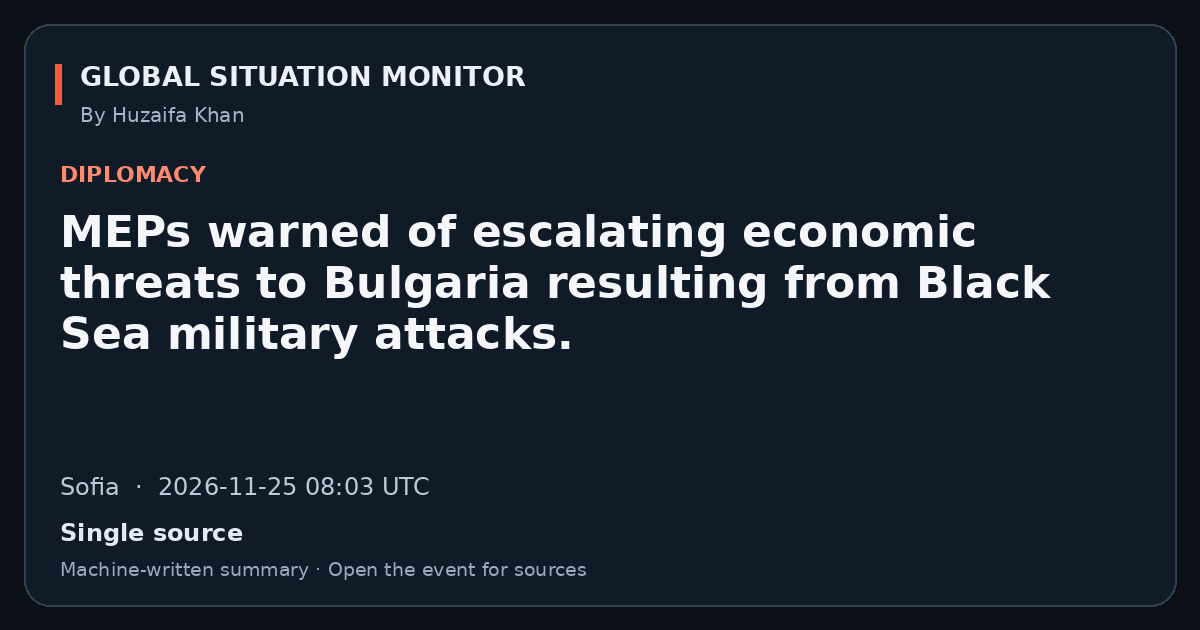 GLOBAL SITUATION MONITOR
By Huzaifa Khan
DIPLOMACY
MEPs warned of escalating economic
threats to Bulgaria resulting from Black
Sea military attacks.
Sofia · 2026-11-25 08:03 UTC
Single source
Machine-written summary · Open the event for sources